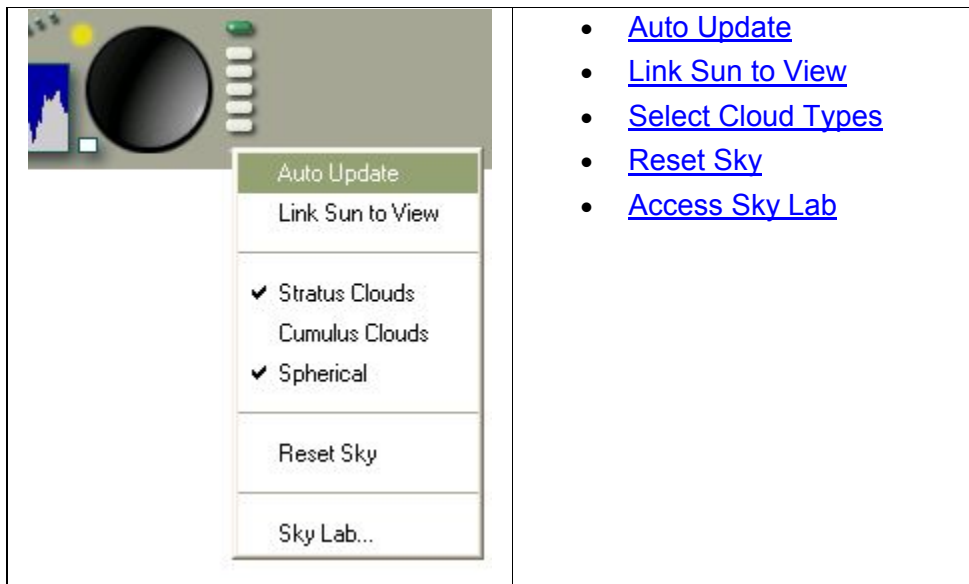 Auto Update
Link Sun to View
✔ Stratus Clouds
Cumulus Clouds
✔ Spherical
Reset Sky
Sky Lab...
• Auto Update
• Link Sun to View
• Select Cloud Types
• Reset Sky
• Access Sky Lab